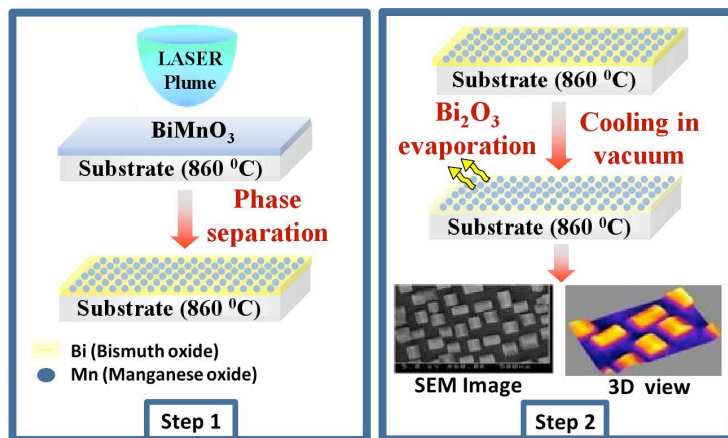 LASER
Plume
BiMnO₃
Substrate (860 ⁰C)
Phase
separation
Substrate (860 ⁰C)
Bi (Bismuth oxide)
Mn (Manganese oxide)
Step 1
Substrate (860 ⁰C)
Bi₂O₃
evaporation
Cooling in
vacuum
Substrate (860 ⁰C)
SEM Image
3D view
Step 2